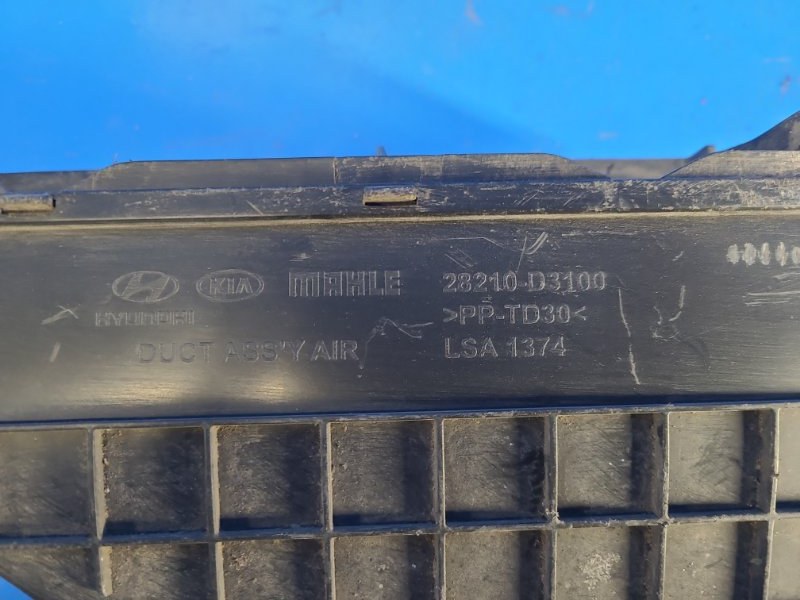 KIA MAHLE 28210-D3100
HYUNDAI >PP-TD30<
DUCT ASS'Y AIR LSA 1374